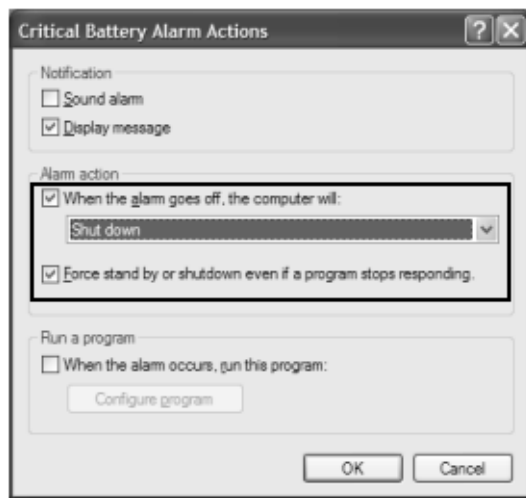 Critical Battery Alarm Actions
Notification
Sound alarm
Display message
Alarm action
When the alarm goes off, the computer will:
Shut down
Force stand by or shutdown even if a program stops responding.
Run a program
When the alarm occurs, run this program:
Configure program
OK Cancel